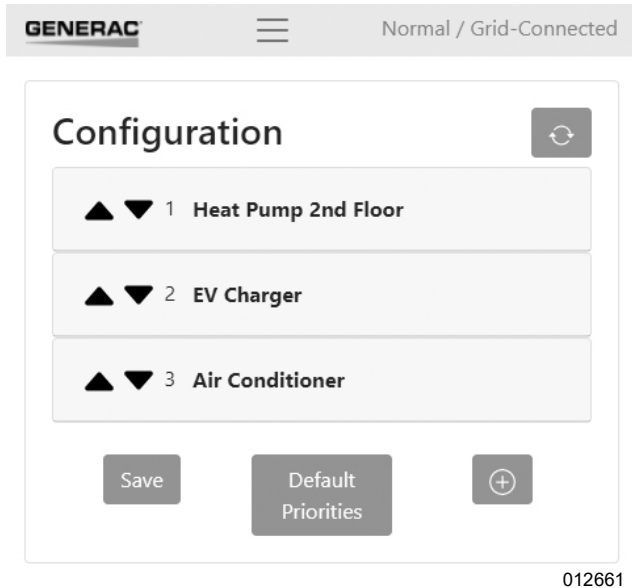 GENERAC
Normal / Grid-Connected
Configuration
1 Heat Pump 2nd Floor
2 EV Charger
3 Air Conditioner
Save
Default
Priorities
012661